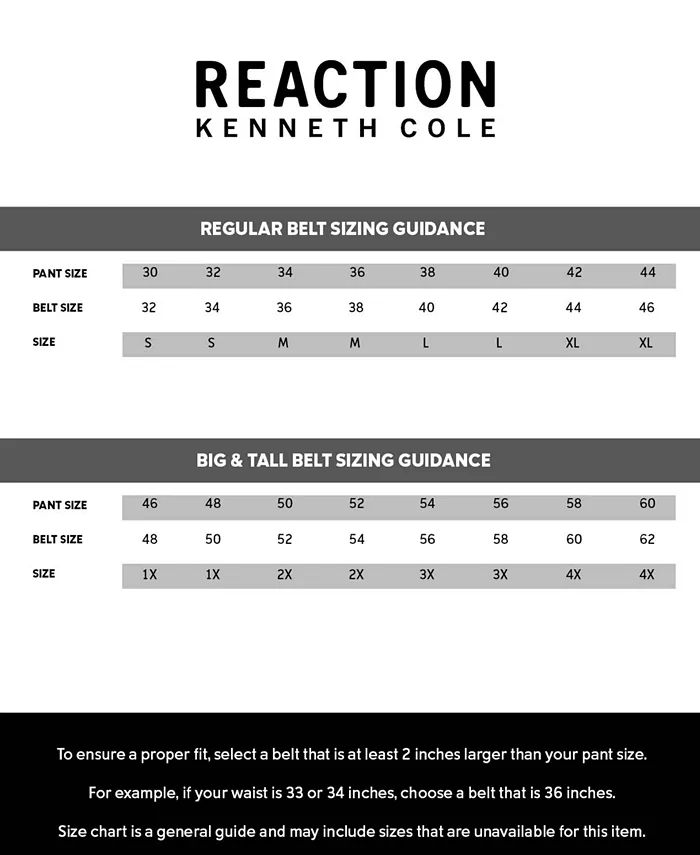 REACTION
KENNETH COLE
REGULAR BELT SIZING GUIDANCE
PANT SIZE 30 32 34 36 38 40 42 44
BELT SIZE 32 34 36 38 40 42 44 46
SIZE S S M M L L XL XL
BIG & TALL BELT SIZING GUIDANCE
PANT SIZE 46 48 50 52 54 56 58 60
BELT SIZE 48 50 52 54 56 58 60 62
SIZE 1X 1X 2X 2X 3X 3X 4X 4X
To ensure a proper fit, select a belt that is at least 2 inches larger than your pant size.
For example, if your waist is 33 or 34 inches, choose a belt that is 36 inches.
Size chart is a general guide and may include sizes that are unavailable for this item.